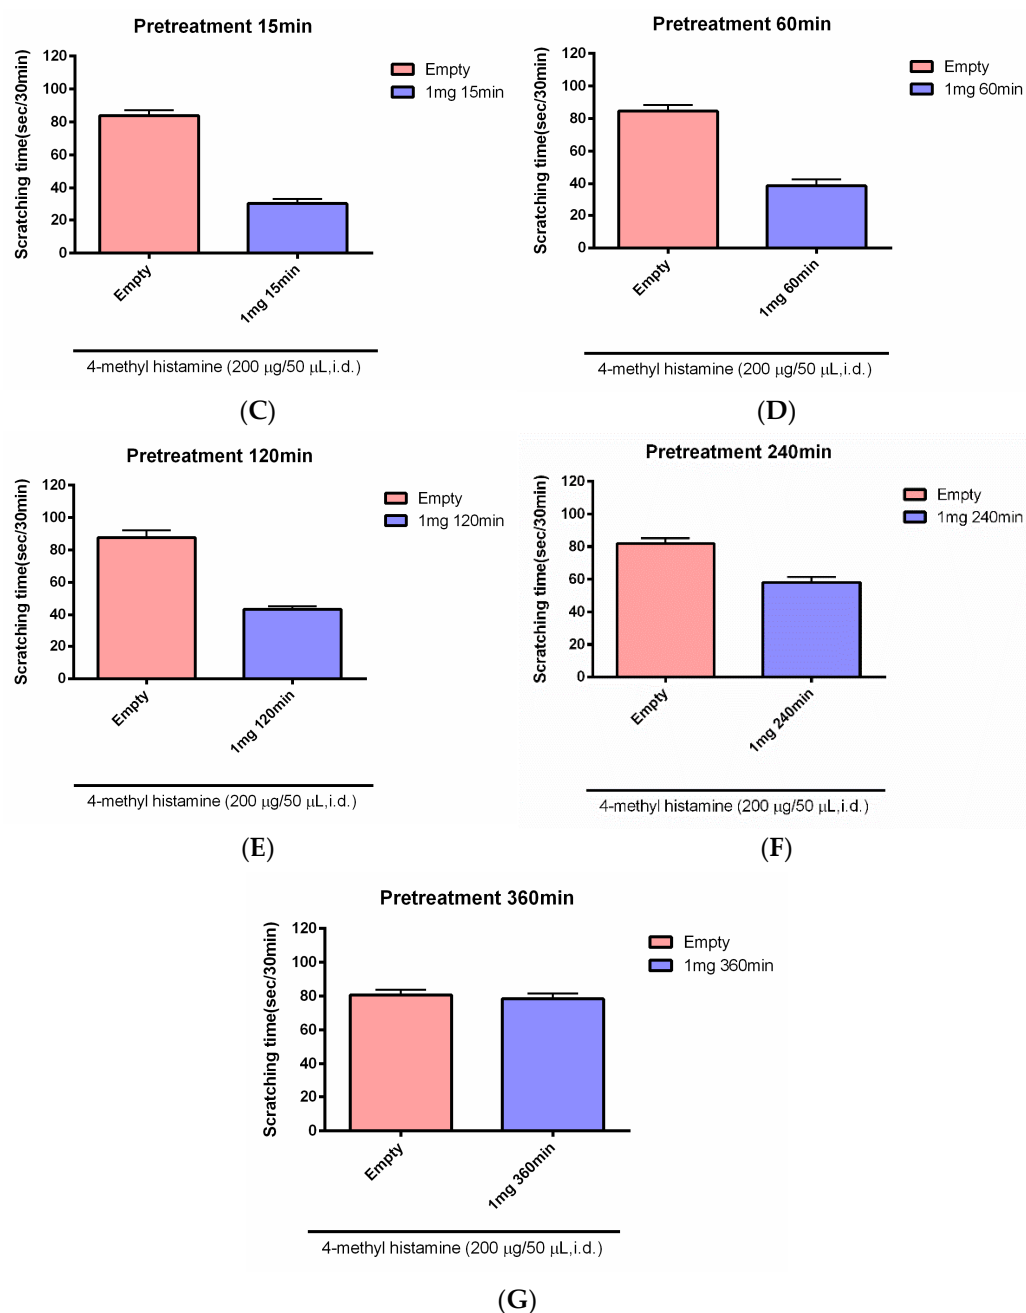 Pretreatment 15min
Scratching time(sec/30min)
120
100
80
60
40
20
0
Empty
1mg 15min
Empty
1mg 15min
4-methyl histamine (200 μg/50 μL,i.d.)
(C)
Pretreatment 60min
Scratching time(sec/30min)
120
100
80
60
40
20
0
Empty
1mg 60min
Empty
1mg 60min
4-methyl histamine (200 μg/50 μL,i.d.)
(D)
Pretreatment 120min
Scratching time(sec/30min)
120
100
80
60
40
20
0
Empty
1mg 120min
Empty
1mg 120min
4-methyl histamine (200 μg/50 μL,i.d.)
(E)
Pretreatment 240min
Scratching time(sec/30min)
120
100
80
60
40
20
0
Empty
1mg 240min
Empty
1mg 240min
4-methyl histamine (200 μg/50 μL,i.d.)
(F)
Pretreatment 360min
Scratching time(sec/30min)
120
100
80
60
40
20
0
Empty
1mg 360min
Empty
1mg 360min
4-methyl histamine (200 μg/50 μL,i.d.)
(G)